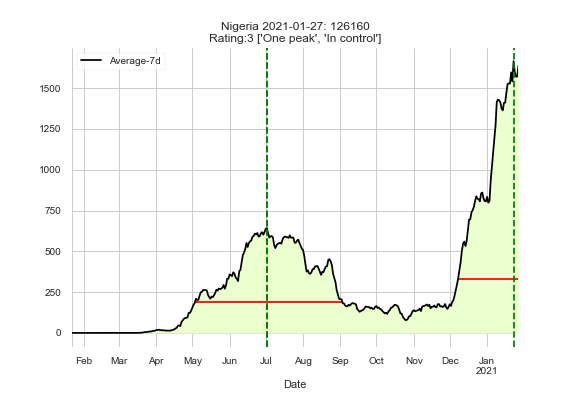 Nigeria 2021-01-27: 126160
Rating:3 ['One peak', 'In control']
Average-7d
1500
1250
1000
750
500
250
0
Feb Mar Apr May Jun Jul Aug Sep Oct Nov Dec Jan
2021
Date